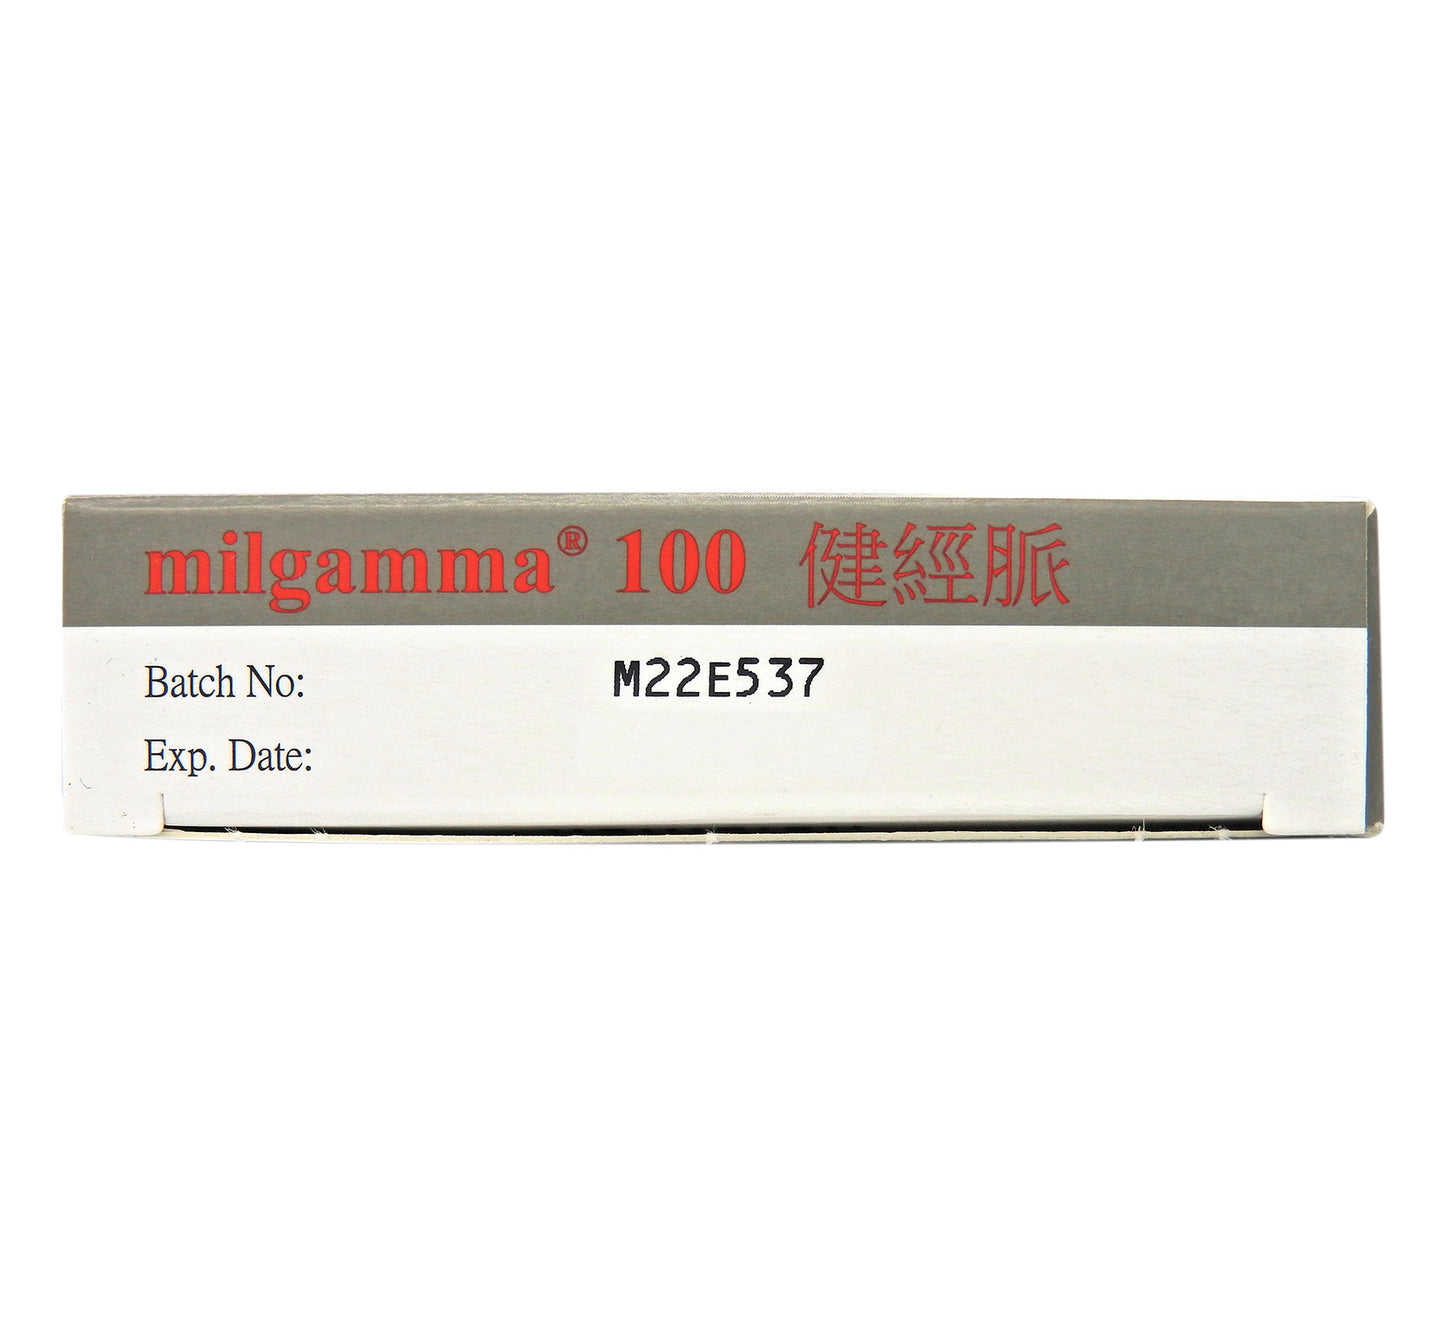 milgamma® 100 健經脈
Batch No: M22E537
Exp. Date: